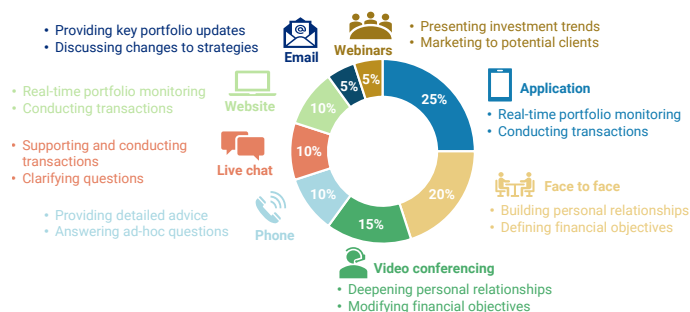 • Providing key portfolio updates
• Discussing changes to strategies
Email
Webinars
• Presenting investment trends
• Marketing to potential clients
• Real-time portfolio monitoring
• Conducting transactions
Website
5%
5%
10%
25%
Application
• Real-time portfolio monitoring
• Conducting transactions
• Supporting and conducting
transactions
• Clarifying questions
Live chat
10%
• Providing detailed advice
• Answering ad-hoc questions
Phone
10%
20%
Face to face
• Building personal relationships
• Defining financial objectives
15%
Video conferencing
• Deepening personal relationships
• Modifying financial objectives